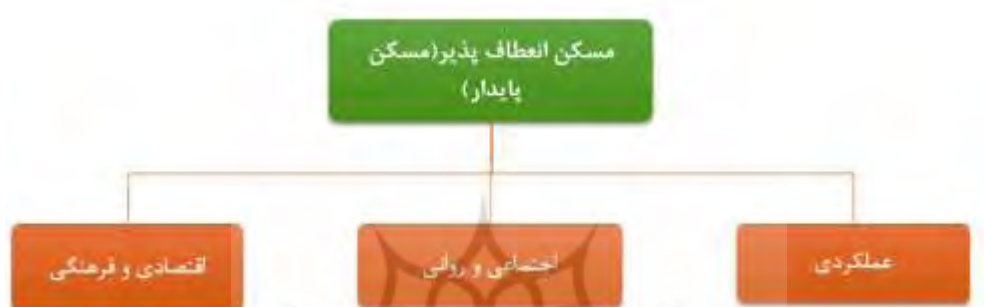 مسکن انعطاف پذیر(مسکن
پایدار)
عملکردی
اجتماعی و روانی
اقتصادی و فرهنگی